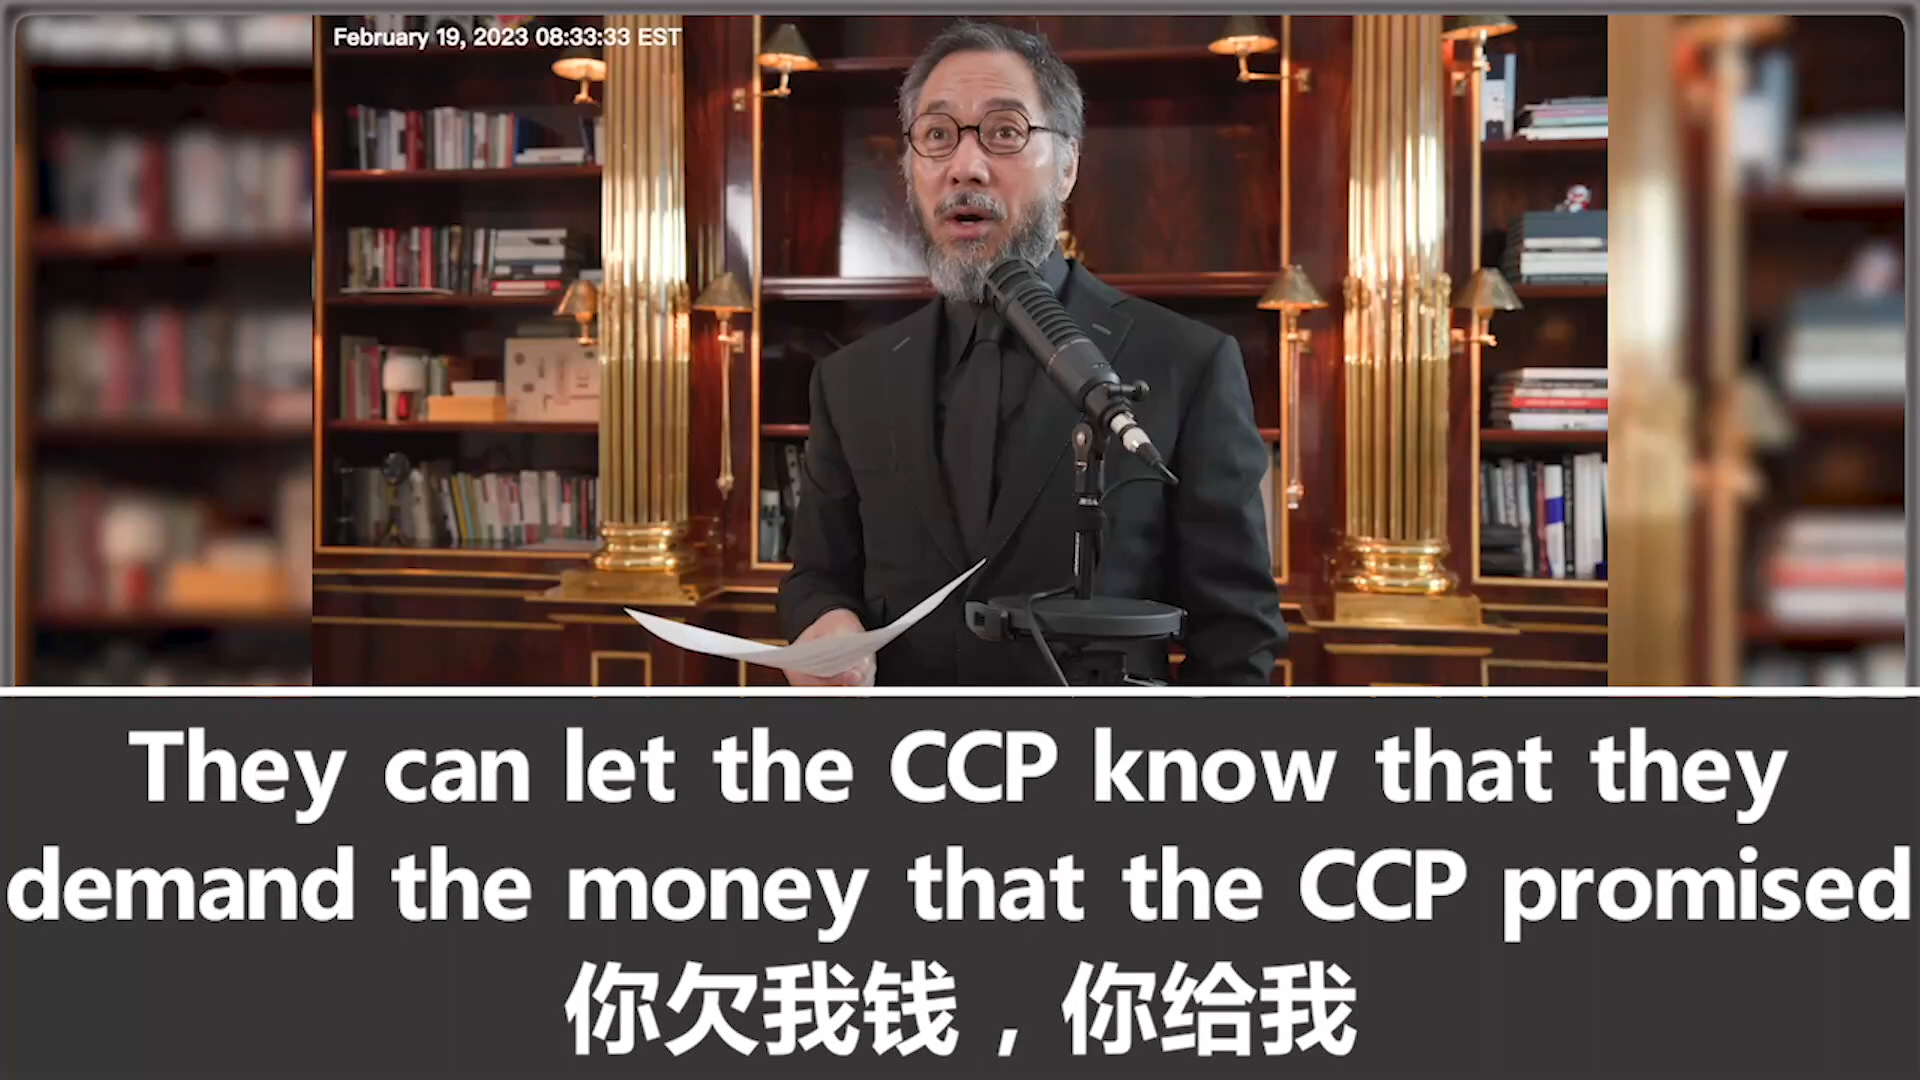 February 19, 2023 08:33:33 EST
They can let the CCP know that they
demand the money that the CCP promised
你欠我钱，你给我